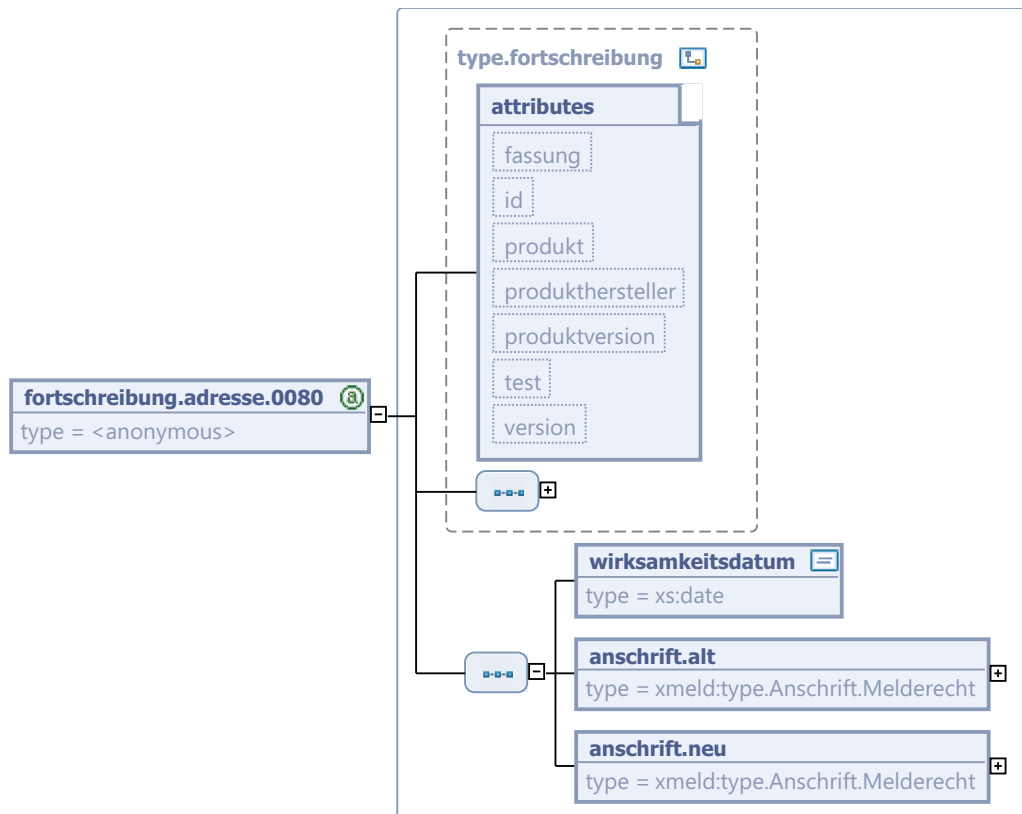 type.fortschreibung
attributes
fassung
id
produkt
produkthersteller
produktversion
test
version
fortschreibung.adresse.0080 @
type = <anonymous>
wirksamkeitsdatum
type = xs:date
anschrift.alt
type = xmeld:type.Anschrift.Melderecht
anschrift.neu
type = xmeld:type.Anschrift.Melderecht